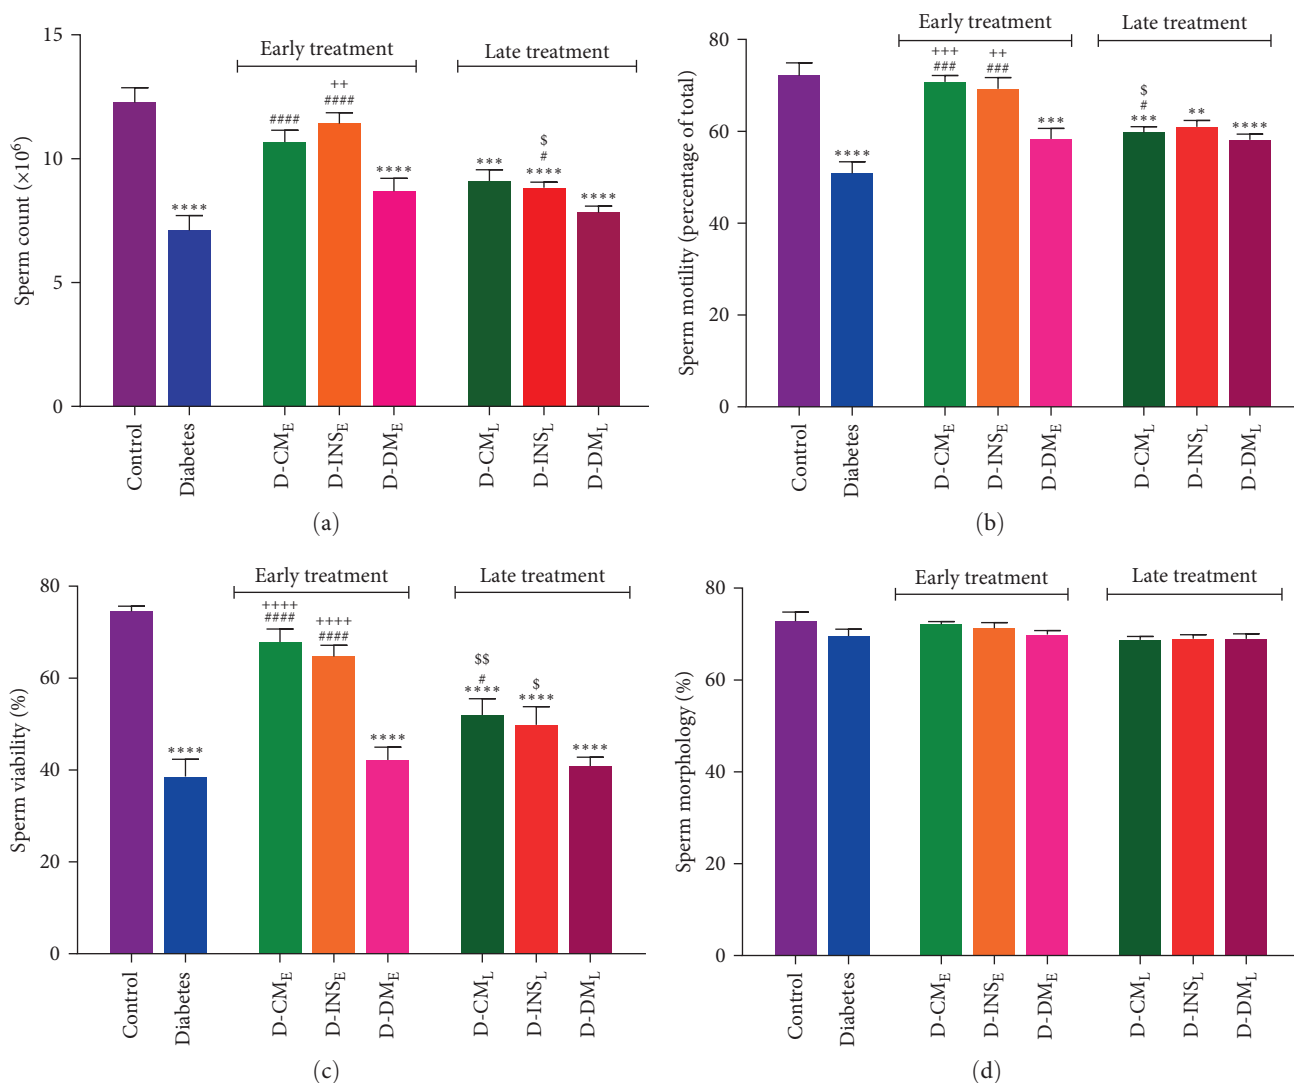 Early treatment
Late treatment
++
####
####
$
#
***
****
****
****
****
15
10
5
0
Sperm count (×10⁶)
Control
Diabetes
D-CM_E
D-INS_E
D-DM_E
D-CM_L
D-INS_L
D-DM_L
(a)
Early treatment
Late treatment
+++
###
++
###
$
#
***
**
****
***
****
80
60
40
20
0
Sperm motility (percentage of total)
Control
Diabetes
D-CM_E
D-INS_E
D-DM_E
D-CM_L
D-INS_L
D-DM_L
(b)
Early treatment
Late treatment
++++
####
++++
####
$$
#
****
$
****
****
****
****
80
60
40
20
0
Sperm viability (%)
Control
Diabetes
D-CM_E
D-INS_E
D-DM_E
D-CM_L
D-INS_L
D-DM_L
(c)
Early treatment
Late treatment
80
60
40
20
0
Sperm morphology (%)
Control
Diabetes
D-CM_E
D-INS_E
D-DM_E
D-CM_L
D-INS_L
D-DM_L
(d)